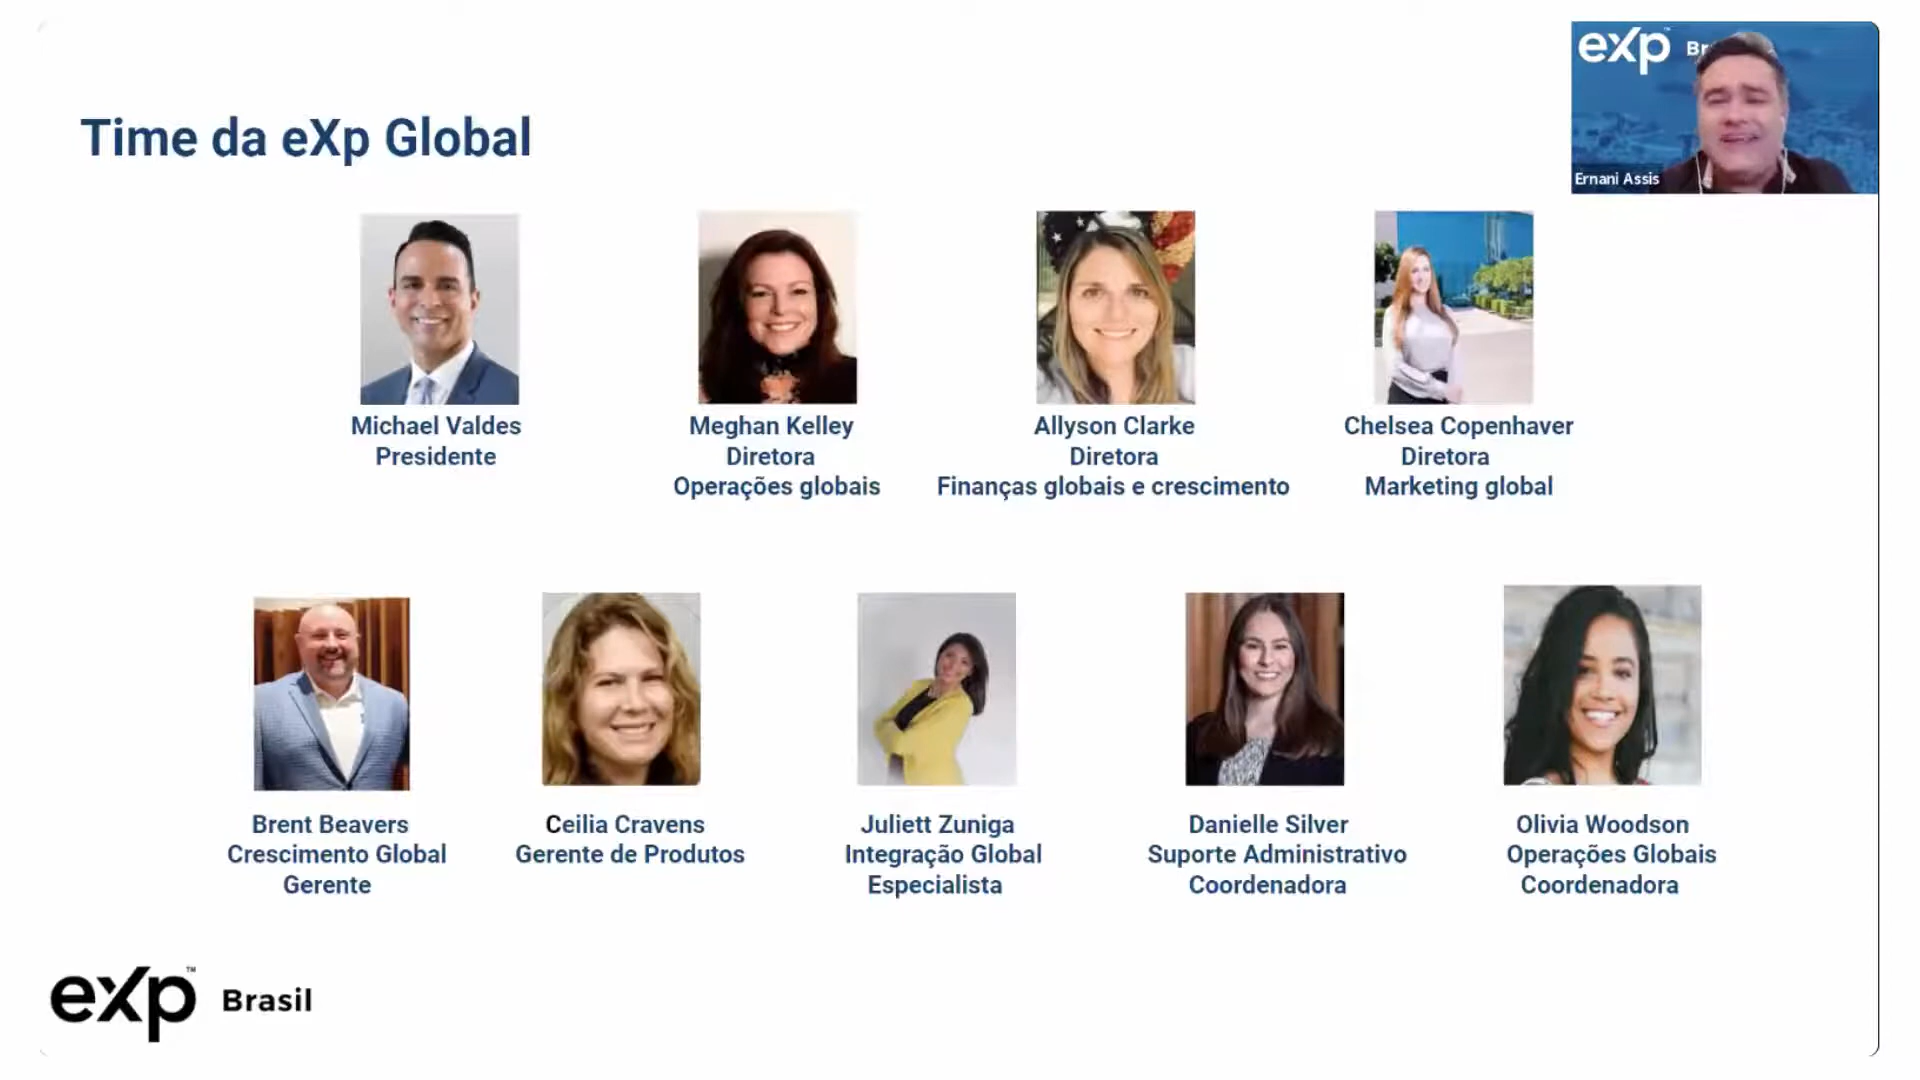 eXp Br
Ernani Assis
Time da eXp Global
Michael Valdes
Presidente
Meghan Kelley
Diretora
Operações globais
Allyson Clarke
Diretora
Finanças globais e crescimento
Chelsea Copenhaver
Diretora
Marketing global
Brent Beavers
Crescimento Global
Gerente
Ceilia Cravens
Gerente de Produtos
Juliett Zuniga
Integração Global
Especialista
Danielle Silver
Suporte Administrativo
Coordenadora
Olivia Woodson
Operações Globais
Coordenadora
eXp™ Brasil